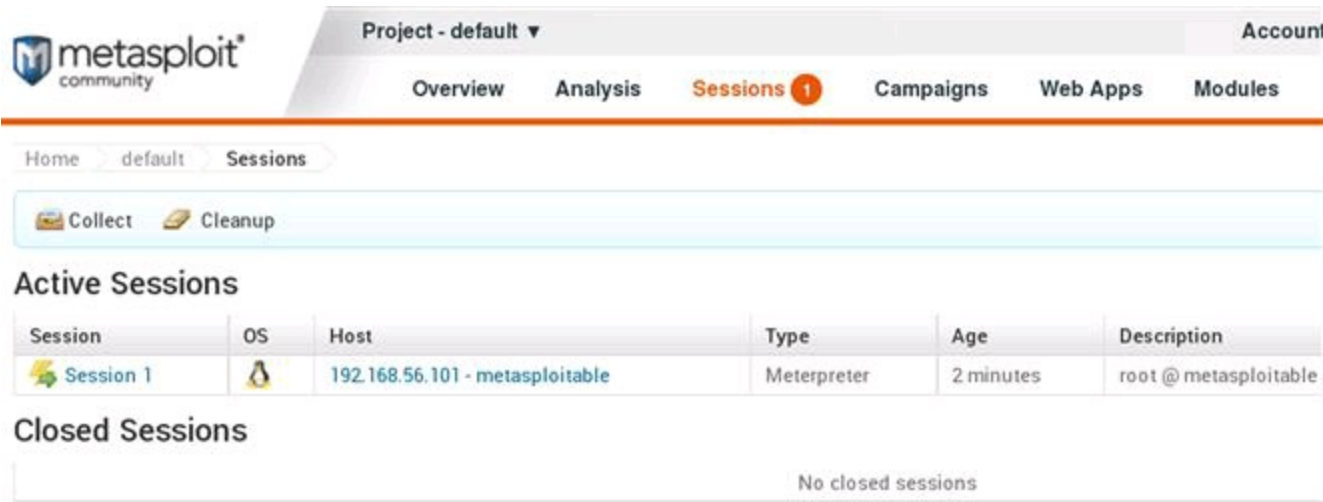 Project - default ▼ Account
metasploit®
community
Overview Analysis Sessions 1 Campaigns Web Apps Modules
Home default Sessions
Collect Cleanup
Active Sessions
Session OS Host Type Age Description
Session 1 192.168.56.101 - metasploitable Meterpreter 2 minutes root @ metasploitable
Closed Sessions
No closed sessions